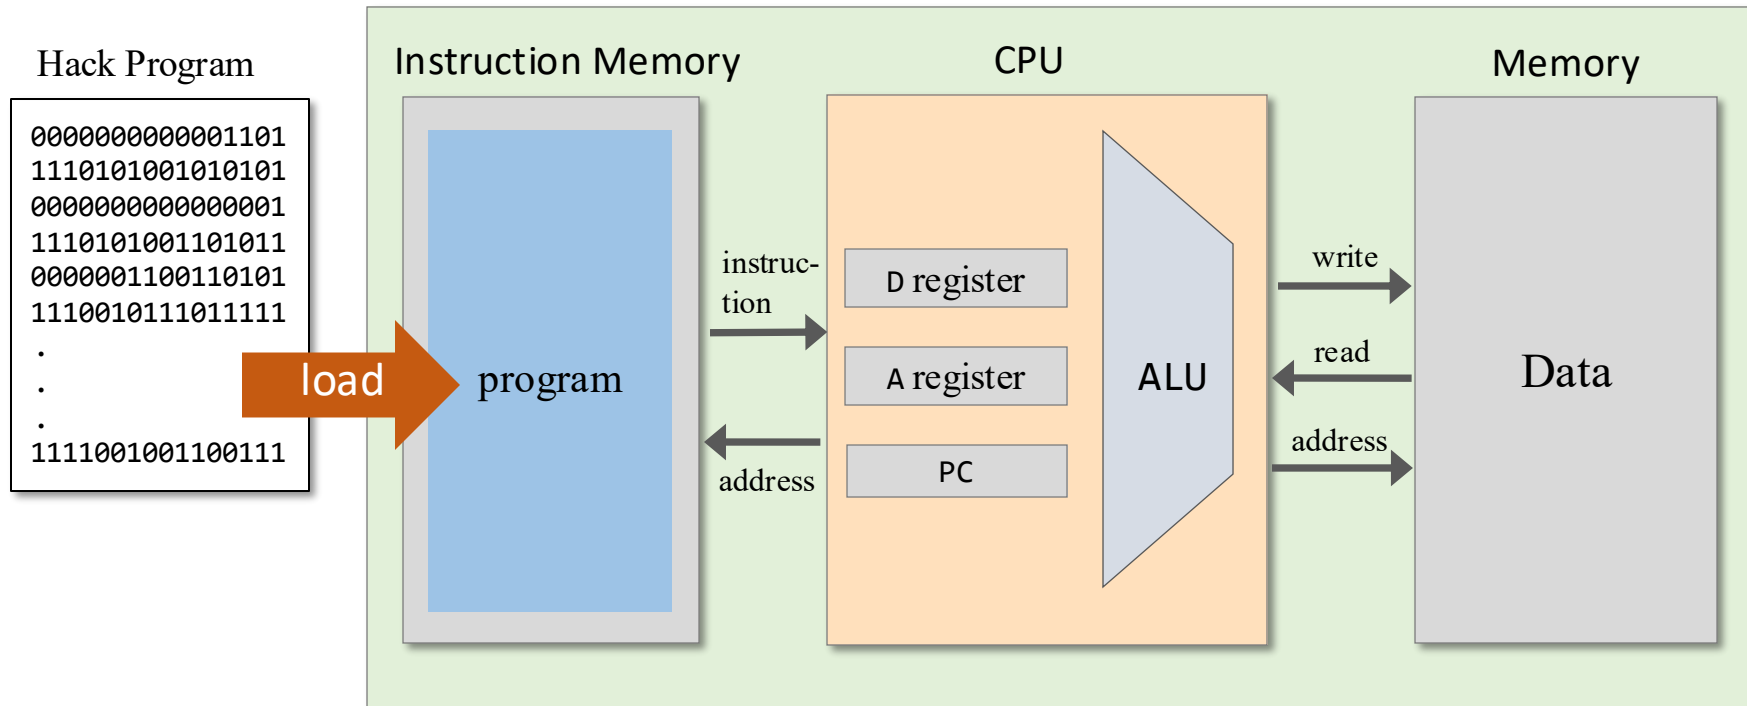 Hack Program
0000000000001101
1110101001010101
0000000000000001
1110101001101011
0000001100110101
1110010111011111
.
.
.
1111001001100111
load
Instruction Memory
program
instruc-
tion
address
CPU
D register
A register
PC
ALU
write
read
address
Memory
Data